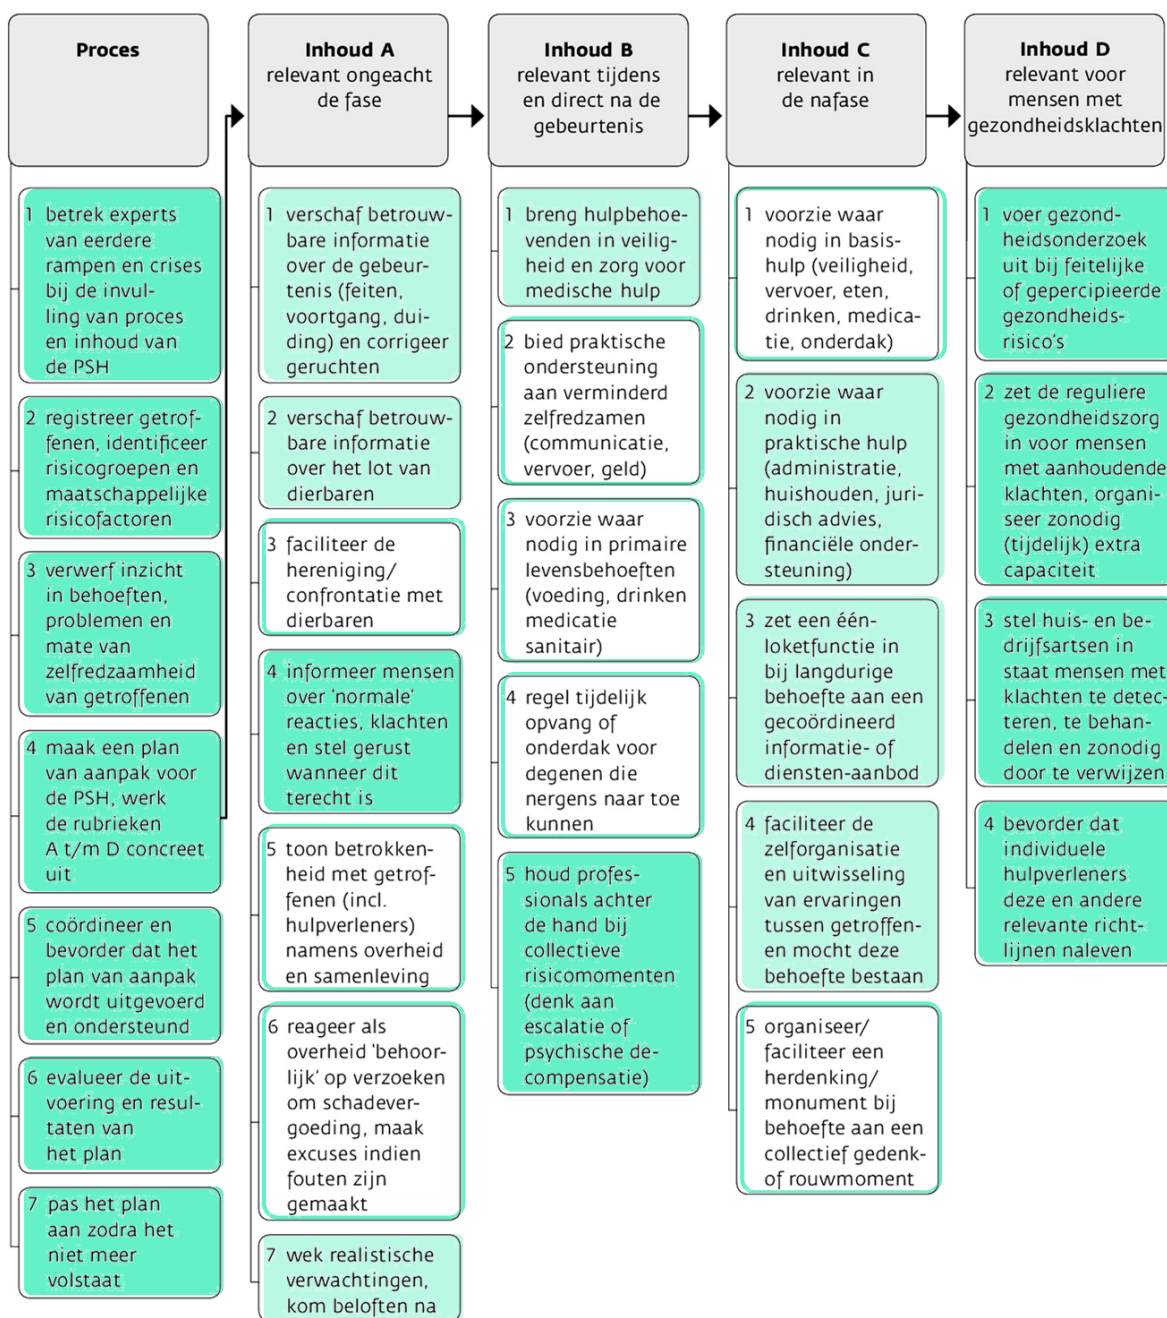 Proces
1 betrek experts
van eerdere
rampen en crises
bij de invul-
ling van proces
en inhoud van
de PSH
2 registreer getrof-
fenen, identificeer
risicogroepen en
maatschappelijke
risicofactoren
3 verwerf inzicht
in behoeften,
problemen en
mate van
zelfredzaamheid
van getroffenen
4 maak een plan
van aanpak voor
de PSH, werk
de rubrieken
A t/m D concreet
uit
5 coördineer en
bevorder dat het
plan van aanpak
wordt uitgevoerd
en ondersteund
6 evalueer de uit-
voering en resul-
taten van
het plan
7 pas het plan
aan zodra het
niet meer
volstaat
Inhoud A
relevant ongeacht
de fase
1 verschaf betrouw-
bare informatie
over de gebeur-
tenis (feiten,
voortgang, dui-
ding) en corrigeer
geruchten
2 verschaf betrouw-
bare informatie
over het lot van
dierbaren
3 faciliteer de
hereniging/
confrontatie met
dierbaren
4 informeer mensen
over 'normale'
reacties, klachten
en stel gerust
wanneer dit
terecht is
5 toon betrokken-
heid met getrof-
fenen (incl.
hulpverleners)
namens overheid
en samenleving
6 reageer als
overheid 'behoor-
lijk' op verzoeken
om schadever-
goeding, maak
excuses indien
fouten zijn
gemaakt
7 wek realistische
verwachtingen,
kom beloften na
Inhoud B
relevant tijdens
en direct na de
gebeurtenis
1 breng hulpbehoe-
venden in veilig-
heid en zorg voor
medische hulp
2 bied praktische
ondersteuning
aan verminderd
zelfredzamen
(communicatie,
vervoer, geld)
3 voorzie waar
nodig in primaire
levensbehoeften
(voeding, drinken
medicatie
sanitair)
4 regel tijdelijk
opvang of
onderdak voor
degenen die
nergens naar toe
kunnen
5 houd profes-
sionals achter
de hand bij
collectieve
risicomomenten
(denk aan
escalatie of
psychische de-
compensatie)
Inhoud C
relevant in
de nafase
1 voorzie waar
nodig in basis-
hulp (veiligheid,
vervoer, eten,
drinken, medica-
tie, onderdak)
2 voorzie waar
nodig in
praktische hulp
(administratie,
huishouden, juri-
disch advies,
financiële onder-
steuning)
3 zet een één-
loketfunctie in
bij langdurige
behoefte aan een
gecoördineerd
informatie- of
diensten-aanbod
4 faciliteer de
zelforganisatie
en uitwisseling
van ervaringen
tussen getroffen-
en mocht deze
behoefte bestaan
5 organiseer/
faciliteer een
herdenking/
monument bij
behoefte aan een
collectief gedenk-
of rouwmoment
Inhoud D
relevant voor
mensen met
gezondheidsklachten
1 voer gezond-
heidsonderzoek
uit bij feitelijke
of gepercipieerde
gezondheids-
risico's
2 zet de reguliere
gezondheidszorg
in voor mensen
met aanhoudende
klachten, organi-
seer zonodig
(tijdelijk) extra
capaciteit
3 stel huis- en be-
drijfsartsen in
staat mensen met
klachten te detec-
teren, te behan-
delen en zonodig
door te verwijzen
4 bevorder dat
individuele
hulpverleners
deze en andere
relevante richt-
lijnen naleven